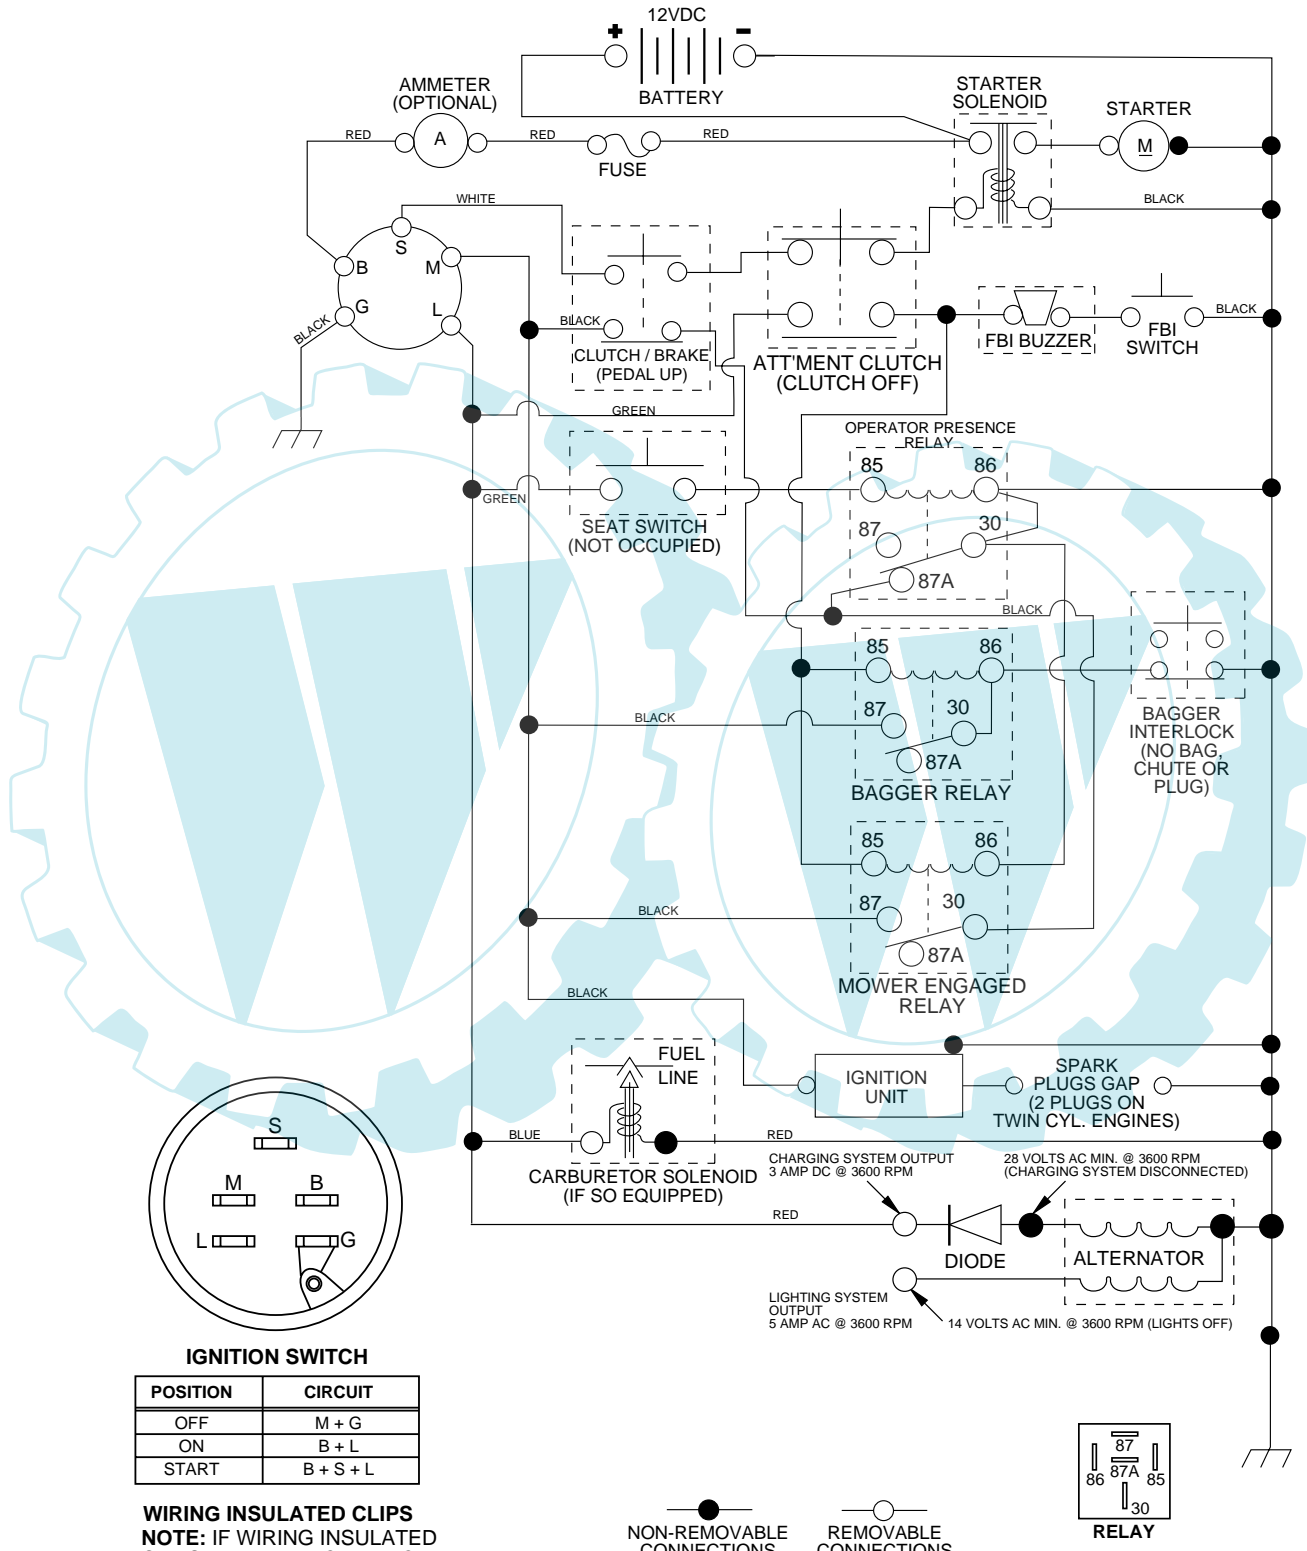 12VDC
+ -
BATTERY
AMMETER
(OPTIONAL)
A
RED
RED
FUSE
RED
STARTER
SOLENOID
STARTER
M
BLACK
WHITE
S
B
M
G
L
BLACK
BLACK
CLUTCH / BRAKE
(PEDAL UP)
ATT'MENT CLUTCH
(CLUTCH OFF)
FBI BUZZER
FBI
SWITCH
BLACK
GREEN
GREEN
SEAT SWITCH
(NOT OCCUPIED)
OPERATOR PRESENCE
RELAY
85
86
87
30
87A
BLACK
85
86
87
30
87A
BLACK
BAGGER RELAY
BAGGER
INTERLOCK
(NO BAG,
CHUTE OR
PLUG)
85
86
87
30
87A
BLACK
MOWER ENGAGED
RELAY
BLACK
FUEL
LINE
IGNITION
UNIT
SPARK
PLUGS GAP
(2 PLUGS ON
TWIN CYL. ENGINES)
BLUE
RED
CARBURETOR SOLENOID
(IF SO EQUIPPED)
CHARGING SYSTEM OUTPUT
3 AMP DC @ 3600 RPM
28 VOLTS AC MIN. @ 3600 RPM
(CHARGING SYSTEM DISCONNECTED)
RED
DIODE
ALTERNATOR
LIGHTING SYSTEM
OUTPUT
5 AMP AC @ 3600 RPM
14 VOLTS AC MIN. @ 3600 RPM (LIGHTS OFF)
S
M
B
L
G
IGNITION SWITCH
POSITION CIRCUIT
OFF M + G
ON B + L
START B + S + L
WIRING INSULATED CLIPS
NOTE: IF WIRING INSULATED
NON-REMOVABLE
CONNECTIONS
REMOVABLE
CONNECTIONS
87
86
87A
85
30
RELAY